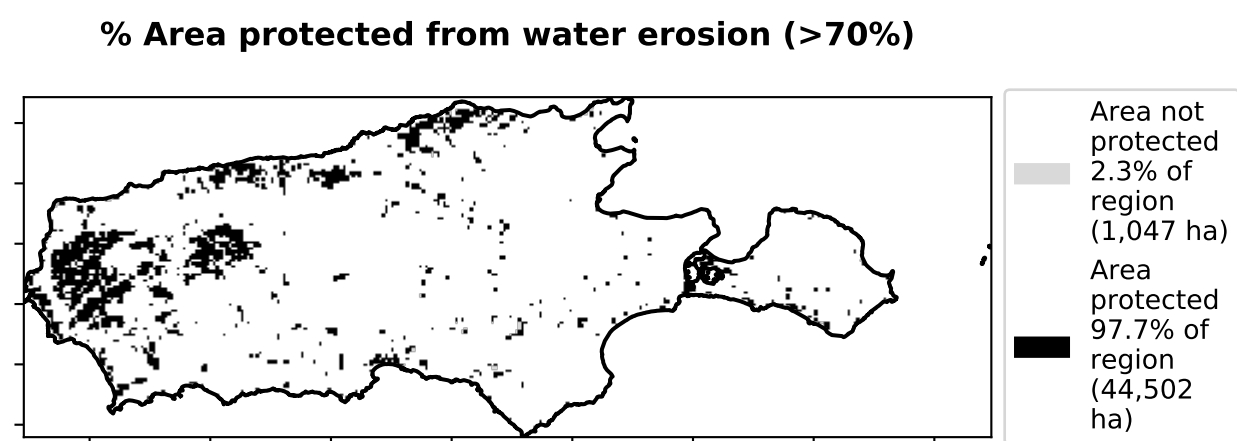 % Area protected from water erosion (>70%)
Area not
protected
2.3% of
region
(1,047 ha)
Area
protected
97.7% of
region
(44,502
ha)